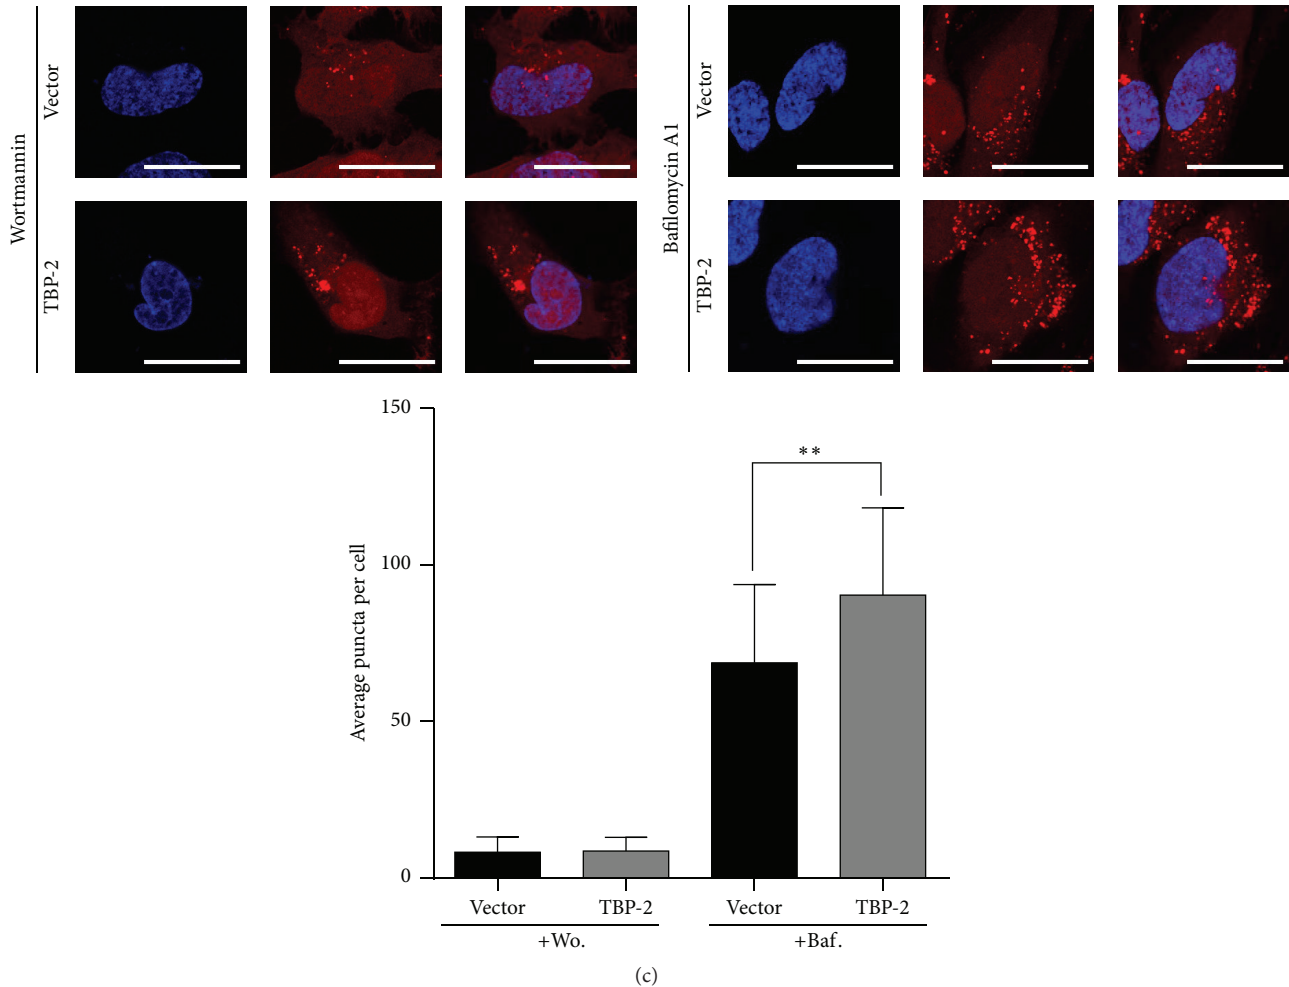 Wortmannin
Vector
TBP-2
Bafilomycin A1
Vector
TBP-2
Average puncta per cell
150
100
50
0
**
Vector
TBP-2
Vector
TBP-2
+Wo.
+Baf.
(c)